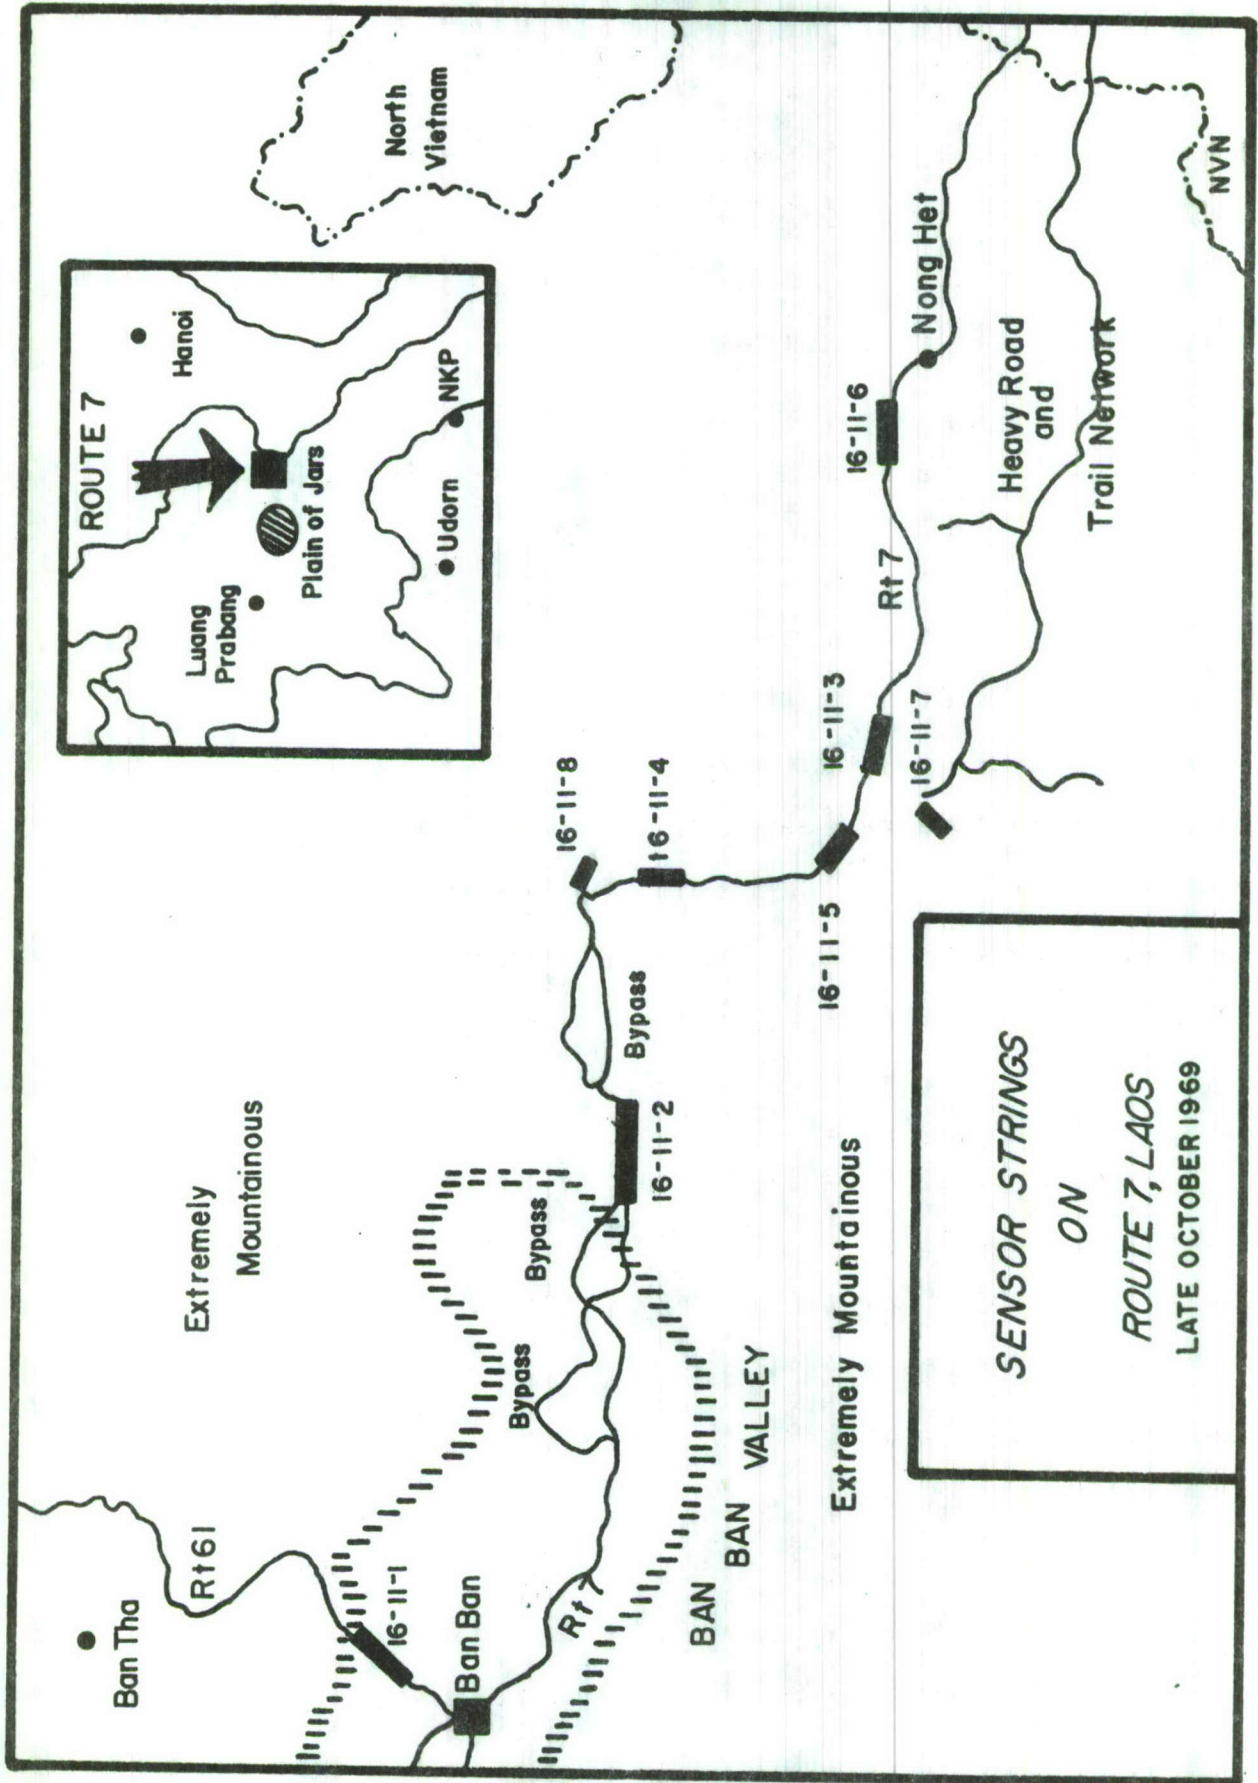 North
Vietnam
ROUTE 7
Hanoi
Luang
Prabang
Plain of Jars
Udorn
NKP
Ban Tha
Rt 61
Extremely
Mountainous
16-11-1
Ban Ban
Rt 7
Bypass
Bypass
16-11-2
Bypass
16-11-8
16-11-4
BAN BAN VALLEY
Extremely Mountainous
16-11-5
16-11-3
16-11-7
Rt 7
16-11-6
Nong Het
Heavy Road
and
Trail Network
NVN
SENSOR STRINGS
ON
ROUTE 7, LAOS
LATE OCTOBER 1969